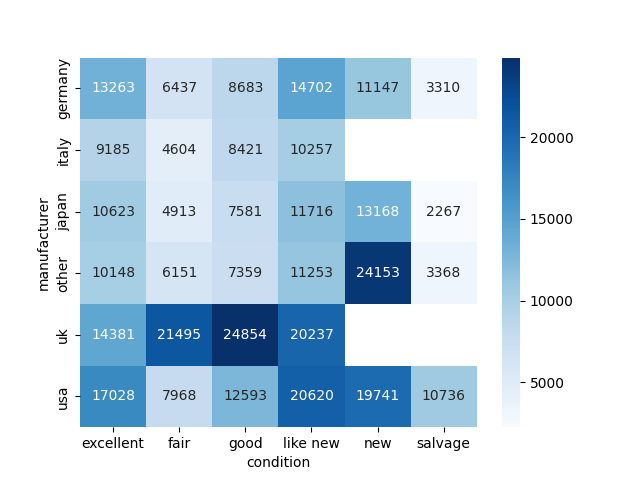 germany 13263 6437 8683 14702 11147 3310
italy 9185 4604 8421 10257
japan 10623 4913 7581 11716 13168 2267
other 10148 6151 7359 11253 24153 3368
uk 14381 21495 24854 20237
usa 17028 7968 12593 20620 19741 10736
manufacturer
excellent fair good like new new salvage
condition
20000
15000
10000
5000